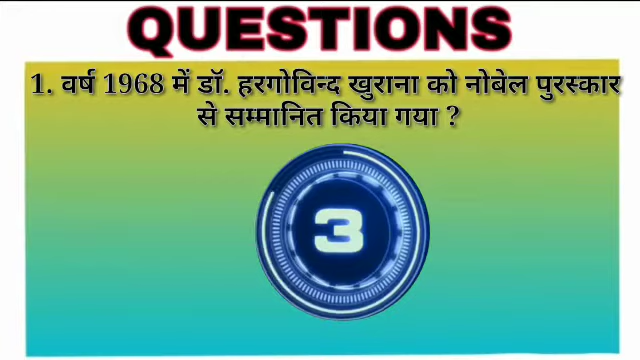 QUESTIONS
1. वर्ष 1968 में डॉ. हरगोविन्द खुराना को नोबेल पुरस्कार
से सम्मानित किया गया ?
3